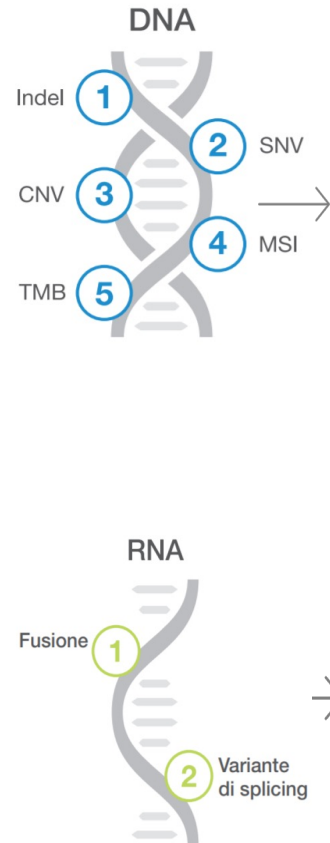 DNA
Indel 1
2 SNV
CNV 3
4 MSI
TMB 5
RNA
Fusione 1
2 Variante
di splicing